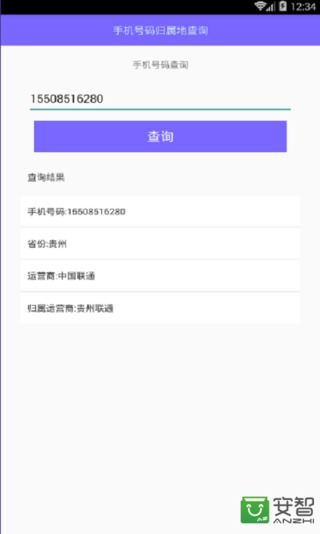 12:34
手机号码归属地查询
手机号码查询
15508516280
查询
查询结果
手机号码:15508516280
省份:贵州
运营商:中国联通
归属运营商:贵州联通
安智
ANZHI